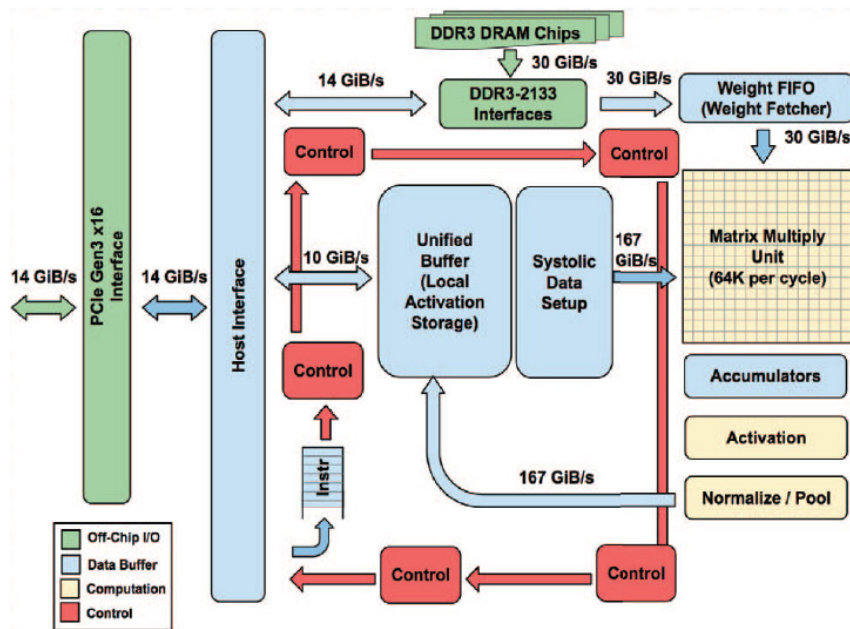 DDR3 DRAM Chips
30 GiB/s
14 GiB/s
DDR3-2133
Interfaces
30 GiB/s
Weight FIFO
(Weight Fetcher)
30 GiB/s
Control
Control
PCIe Gen3 x16
Interface
14 GiB/s
14 GiB/s
Host Interface
10 GiB/s
Unified
Buffer
(Local
Activation
Storage)
Systolic
Data
Setup
167
GiB/s
Matrix Multiply
Unit
(64K per cycle)
Control
Accumulators
Activation
Instr
167 GiB/s
Normalize / Pool
Control
Control
Off-Chip I/O
Data Buffer
Computation
Control